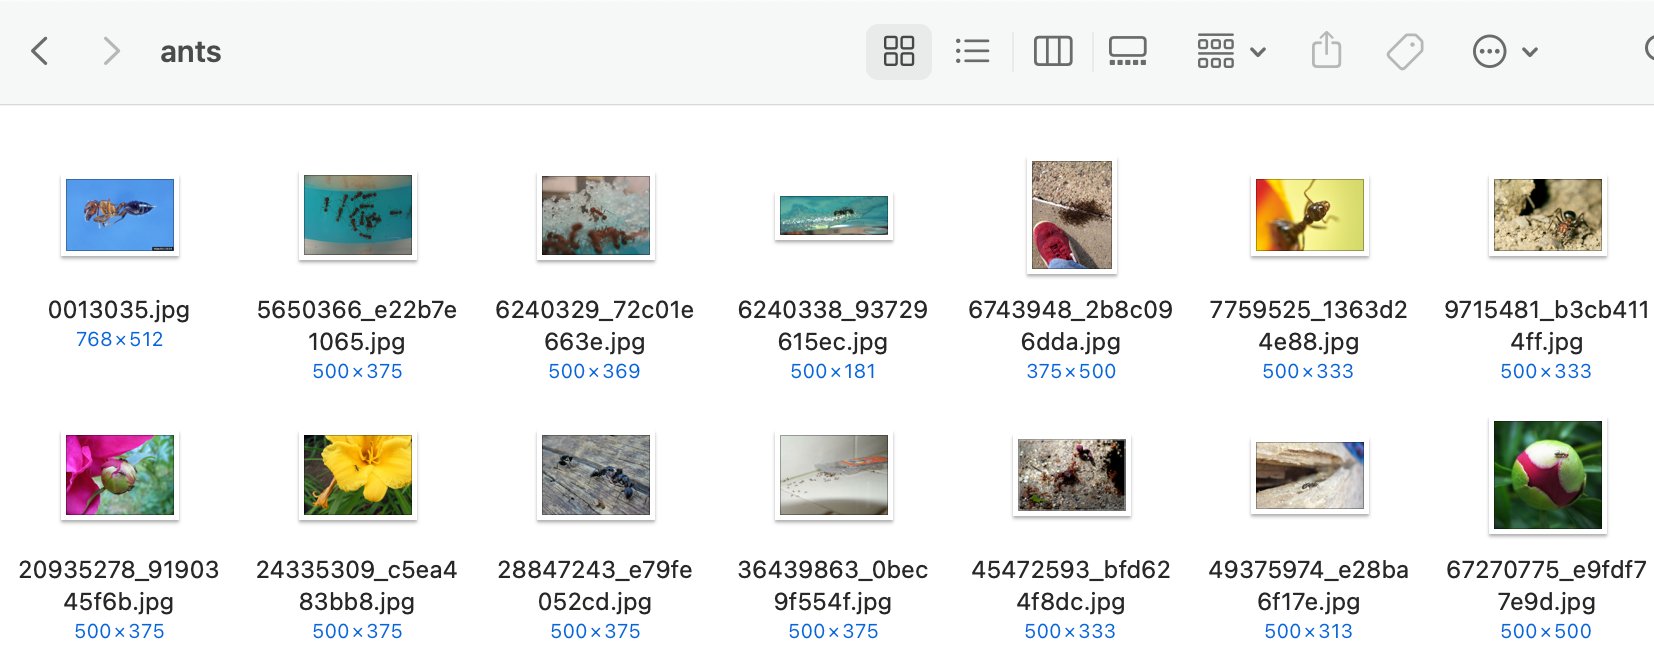 ants
0013035.jpg
768×512
5650366_e22b7e
1065.jpg
500×375
6240329_72c01e
663e.jpg
500×369
6240338_93729
615ec.jpg
500×181
6743948_2b8c09
6dda.jpg
375×500
7759525_1363d2
4e88.jpg
500×333
9715481_b3cb411
4ff.jpg
500×333
20935278_91903
45f6b.jpg
500×375
24335309_c5ea4
83bb8.jpg
500×375
28847243_e79fe
052cd.jpg
500×375
36439863_0bec
9f554f.jpg
500×375
45472593_bfd62
4f8dc.jpg
500×333
49375974_e28ba
6f17e.jpg
500×313
67270775_e9fdf7
7e9d.jpg
500×500